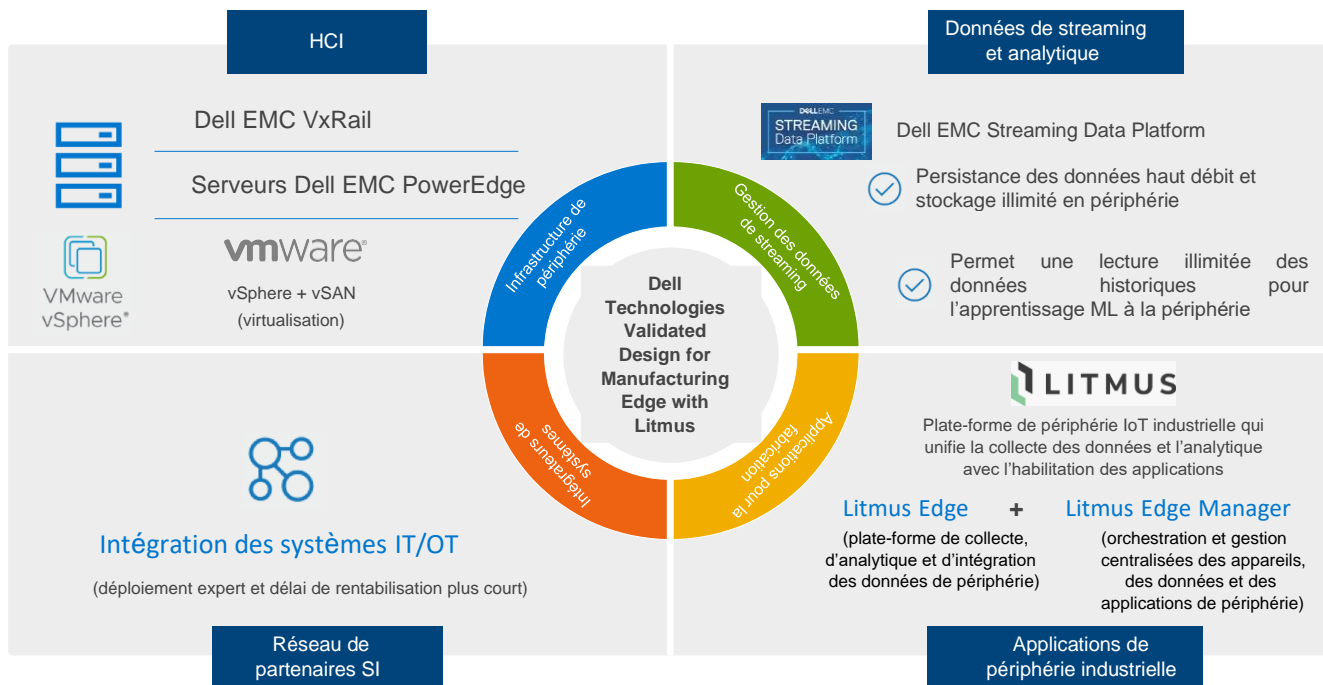 HCI
Dell EMC VxRail
Serveurs Dell EMC PowerEdge
VMware
vSphere®
vmware®
vSphere + vSAN
(virtualisation)
Données de streaming
et analytique
DELLEMC
STREAMING
Data Platform
Dell EMC Streaming Data Platform
Persistance des données haut débit et
stockage illimité en périphérie
Permet une lecture illimitée des
données historiques pour
l’apprentissage ML à la périphérie
Infrastructure de
périphérie
Gestion des données
de streaming
Dell
Technologies
Validated
Design for
Manufacturing
Edge with
Litmus
Intégrateurs de
systèmes
Applications pour la
fabrication
Intégration des systèmes IT/OT
(déploiement expert et délai de rentabilisation plus court)
Réseau de
partenaires SI
LITMUS
Plate-forme de périphérie IoT industrielle qui
unifie la collecte des données et l’analytique
avec l’habilitation des applications
Litmus Edge + Litmus Edge Manager
(plate-forme de collecte,
d’analytique et d’intégration
des données de périphérie)
(orchestration et gestion
centralisées des appareils,
des données et des
applications de périphérie)
Applications de
périphérie industrielle